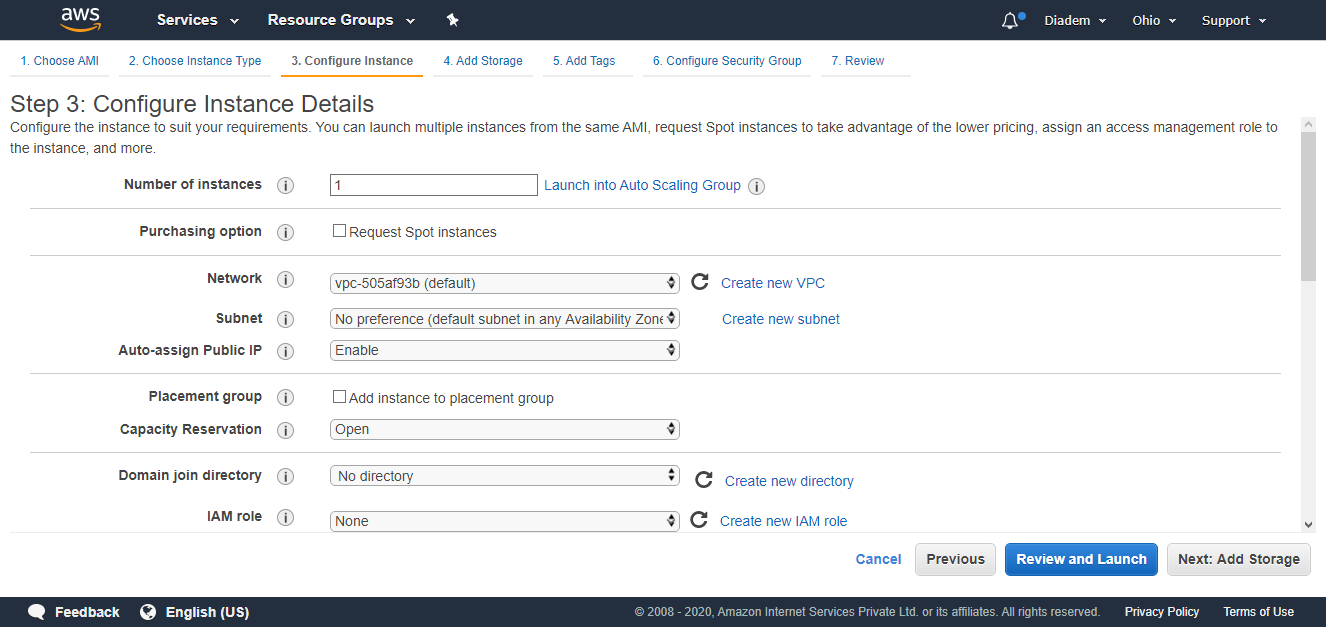 aws Services Resource Groups Diadem Ohio Support
1. Choose AMI 2. Choose Instance Type 3. Configure Instance 4. Add Storage 5. Add Tags 6. Configure Security Group 7. Review
Step 3: Configure Instance Details
Configure the instance to suit your requirements. You can launch multiple instances from the same AMI, request Spot instances to take advantage of the lower pricing, assign an access management role to
the instance, and more.
Number of instances i 1 Launch into Auto Scaling Group i
Purchasing option i Request Spot instances
Network i vpc-505af93b (default) Create new VPC
Subnet i No preference (default subnet in any Availability Zone Create new subnet
Auto-assign Public IP i Enable
Placement group i Add instance to placement group
Capacity Reservation i Open
Domain join directory i No directory Create new directory
IAM role i None Create new IAM role
Cancel Previous Review and Launch Next: Add Storage
Feedback English (US) © 2008 - 2020, Amazon Internet Services Private Ltd. or its affiliates. All rights reserved. Privacy Policy Terms of Use